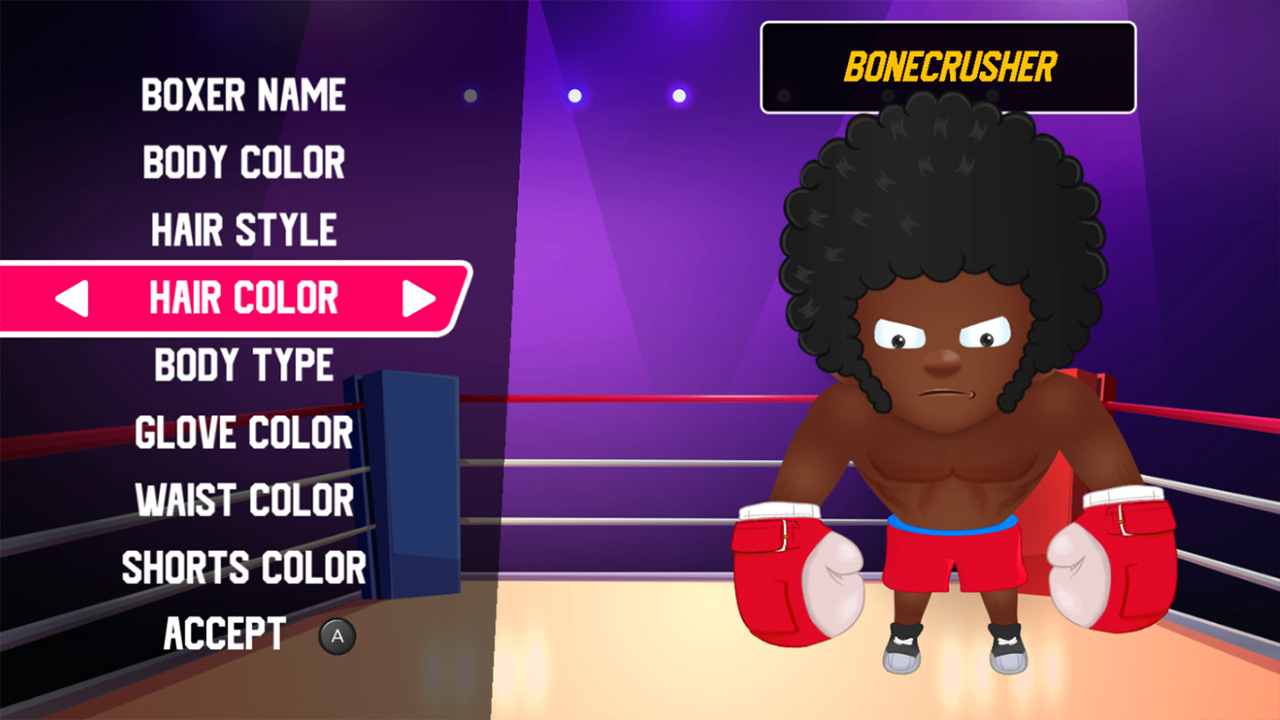 BOXER NAME
BODY COLOR
HAIR STYLE
HAIR COLOR
BODY TYPE
GLOVE COLOR
WAIST COLOR
SHORTS COLOR
ACCEPT A
BONECRUSHER